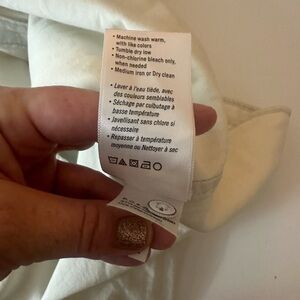 • Machine wash warm,
with like colors
• Tumble dry low
• Non-chlorine bleach only,
when needed
• Medium iron or Dry clean
• Laver à l'eau tiède, avec
des couleurs semblables
• Séchage par culbutage à
basse température
• Javellisant sans chlore si
nécessaire
• Repasser à température
moyenne ou Nettoyer à sec